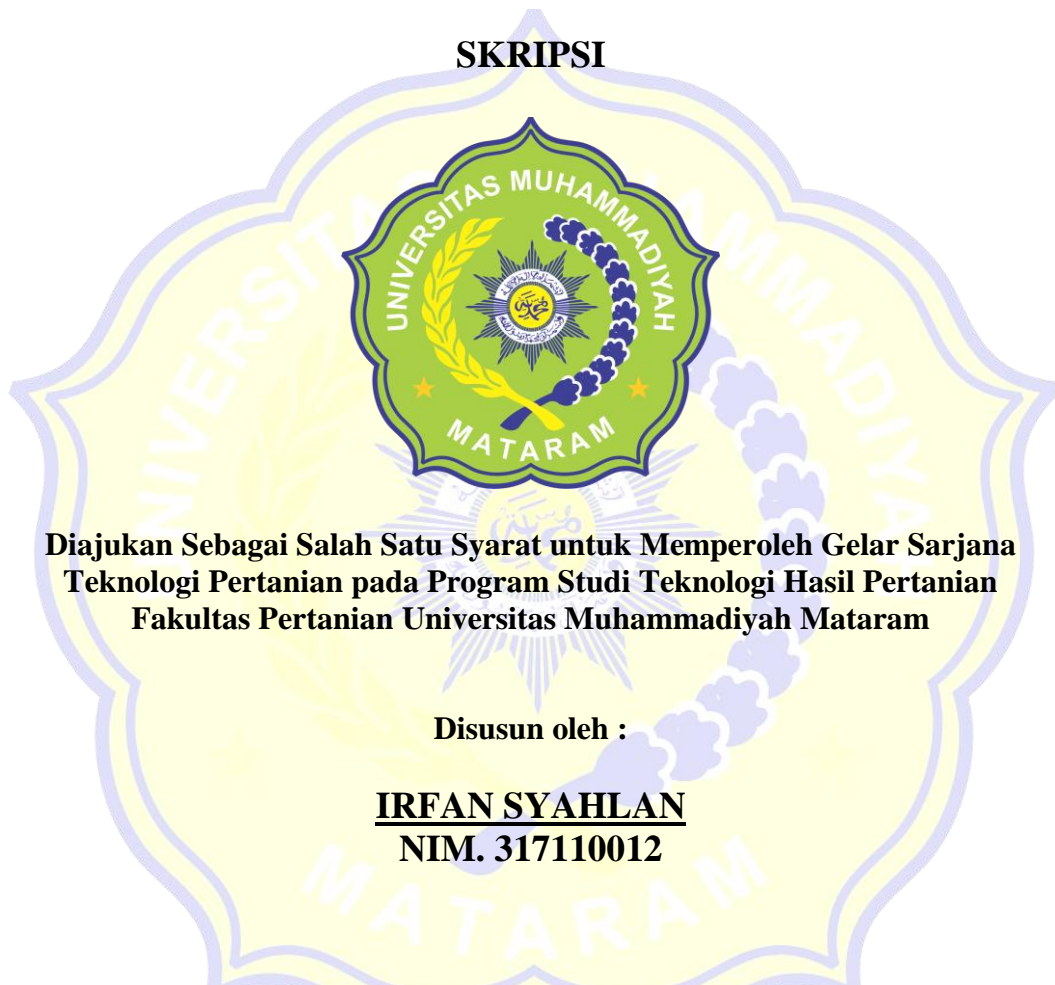 SKRIPSI
UNIVERSITAS MUHAMMADIYAH
MATARAM
Diajukan Sebagai Salah Satu Syarat untuk Memperoleh Gelar Sarjana
Teknologi Pertanian pada Program Studi Teknologi Hasil Pertanian
Fakultas Pertanian Universitas Muhammadiyah Mataram
Disusun oleh :
IRFAN SYAHLAN
NIM. 317110012